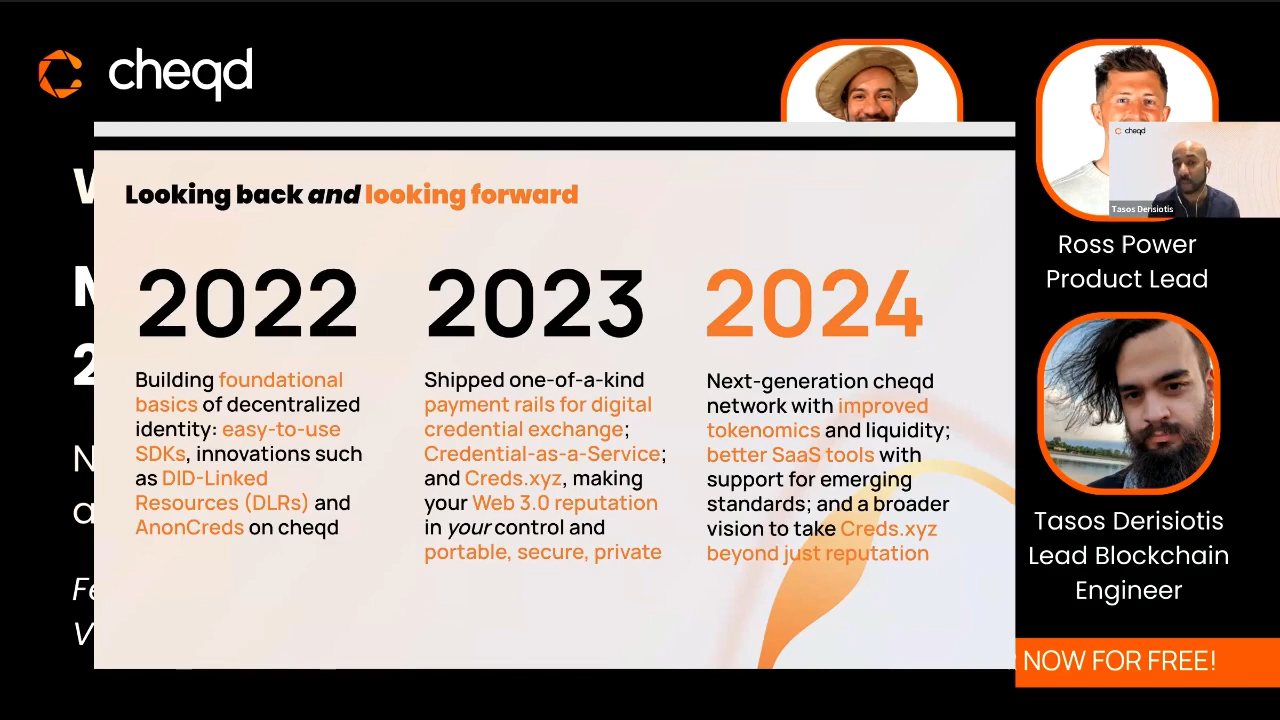 cheqd
Looking back and looking forward
2022
Building foundational
basics of decentralized
identity: easy-to-use
SDKs, innovations such
as DID-Linked
Resources (DLRs) and
AnonCreds on cheqd
2023
Shipped one-of-a-kind
payment rails for digital
credential exchange;
Credential-as-a-Service;
and Creds.xyz, making
your Web 3.0 reputation
in your control and
portable, secure, private
2024
Next-generation cheqd
network with improved
tokenomics and liquidity;
better SaaS tools with
support for emerging
standards; and a broader
vision to take Creds.xyz
beyond just reputation
cheqd
Tasos Derisiotis
Ross Power
Product Lead
Tasos Derisiotis
Lead Blockchain
Engineer
NOW FOR FREE!